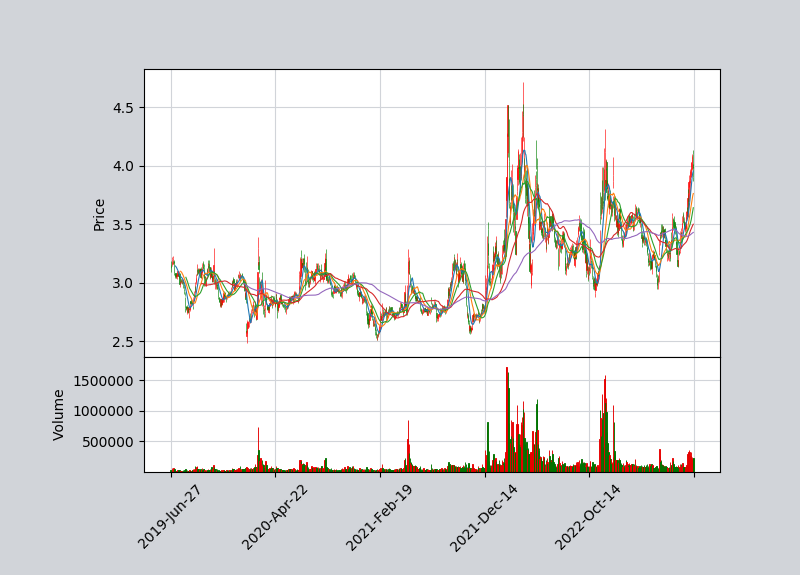 4.5
4.0
3.5
3.0
2.5
Price
1500000
1000000
500000
Volume
2019-Jun-27
2020-Apr-22
2021-Feb-19
2021-Dec-14
2022-Oct-14